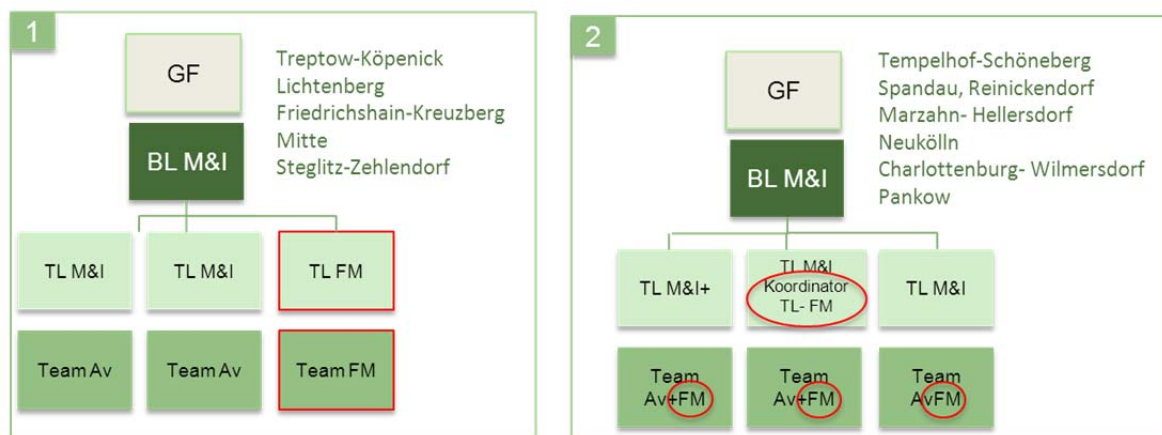 1
GF
Treptow-Köpenick
Lichtenberg
Friedrichshain-Kreuzberg
Mitte
Steglitz-Zehlendorf
BL M&I
TL M&I
TL M&I
TL FM
Team Av
Team Av
Team FM
2
GF
Tempelhof-Schöneberg
Spandau, Reinickendorf
Marzahn- Hellersdorf
Neukölln
Charlottenburg- Wilmersdorf
Pankow
BL M&I
TL M&I+
TL M&I
Koordinator
TL- FM
TL M&I
Team
Av+FM
Team
Av+FM
Team
AvFM